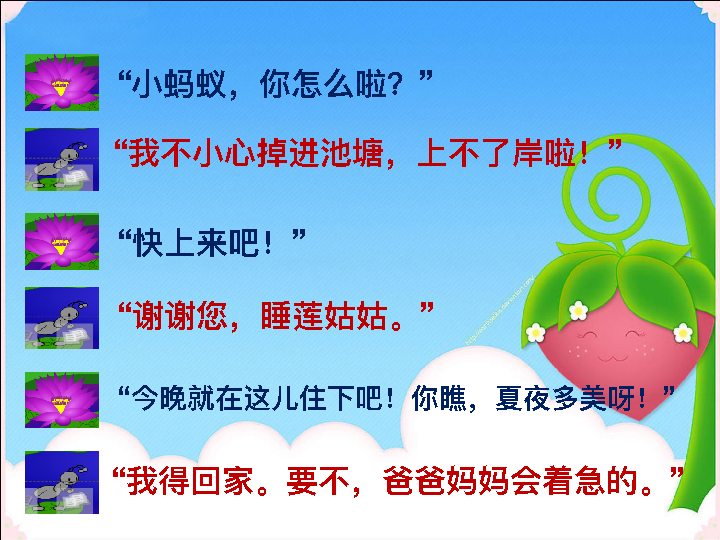 “小蚂蚁，你怎么啦？”
“我不小心掉进池塘，上不了岸啦！”
“快上来吧！”
“谢谢您，睡莲姑姑。”
“今晚就在这儿住下吧！你瞧，夏夜多美呀！”
“我得回家。要不，爸爸妈妈会着急的。”